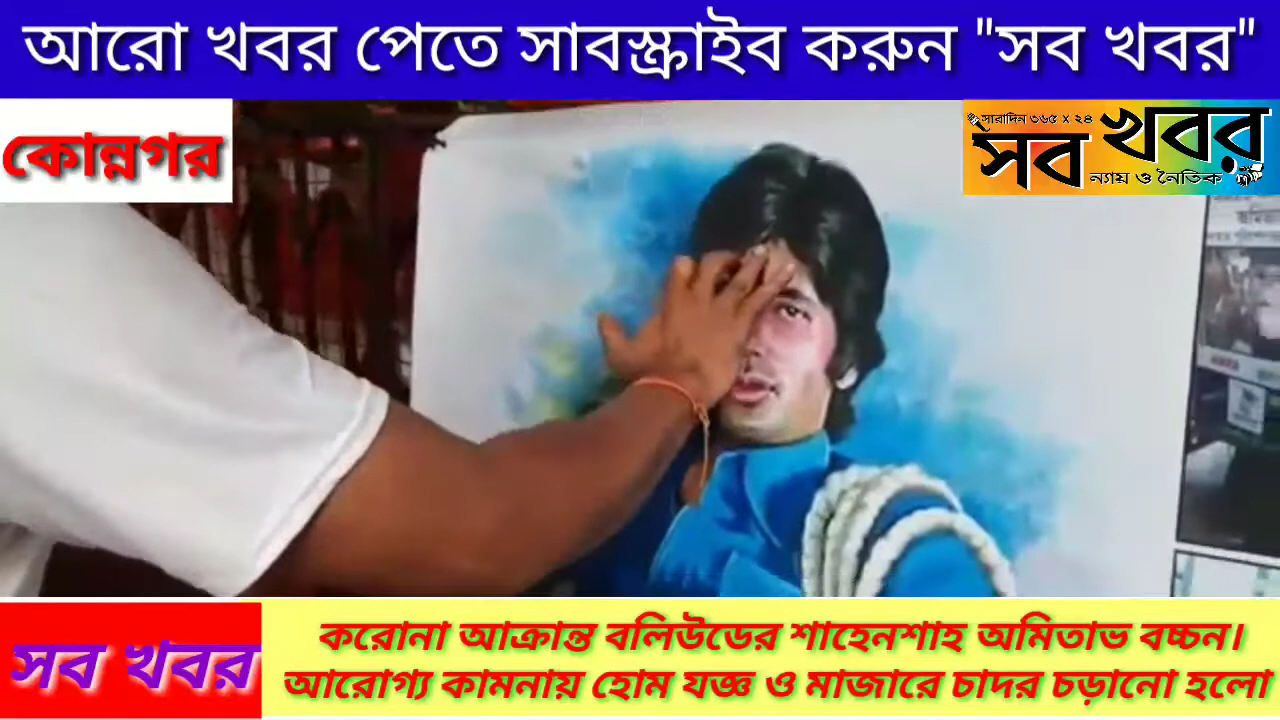 আরো খবর পেতে সাবস্ক্রাইব করুন "সব খবর"
কোন্নগর
সারাদিন ৩৬৫ x ২৪
সব খবর
ন্যায় ও নৈতিক
সব খবর
করোনা আক্রান্ত বলিউডের শাহেনশাহ অমিতাভ বচ্চন।
আরোগ্য কামনায় হোম যজ্ঞ ও মাজারে চাদর চড়ানো হলো